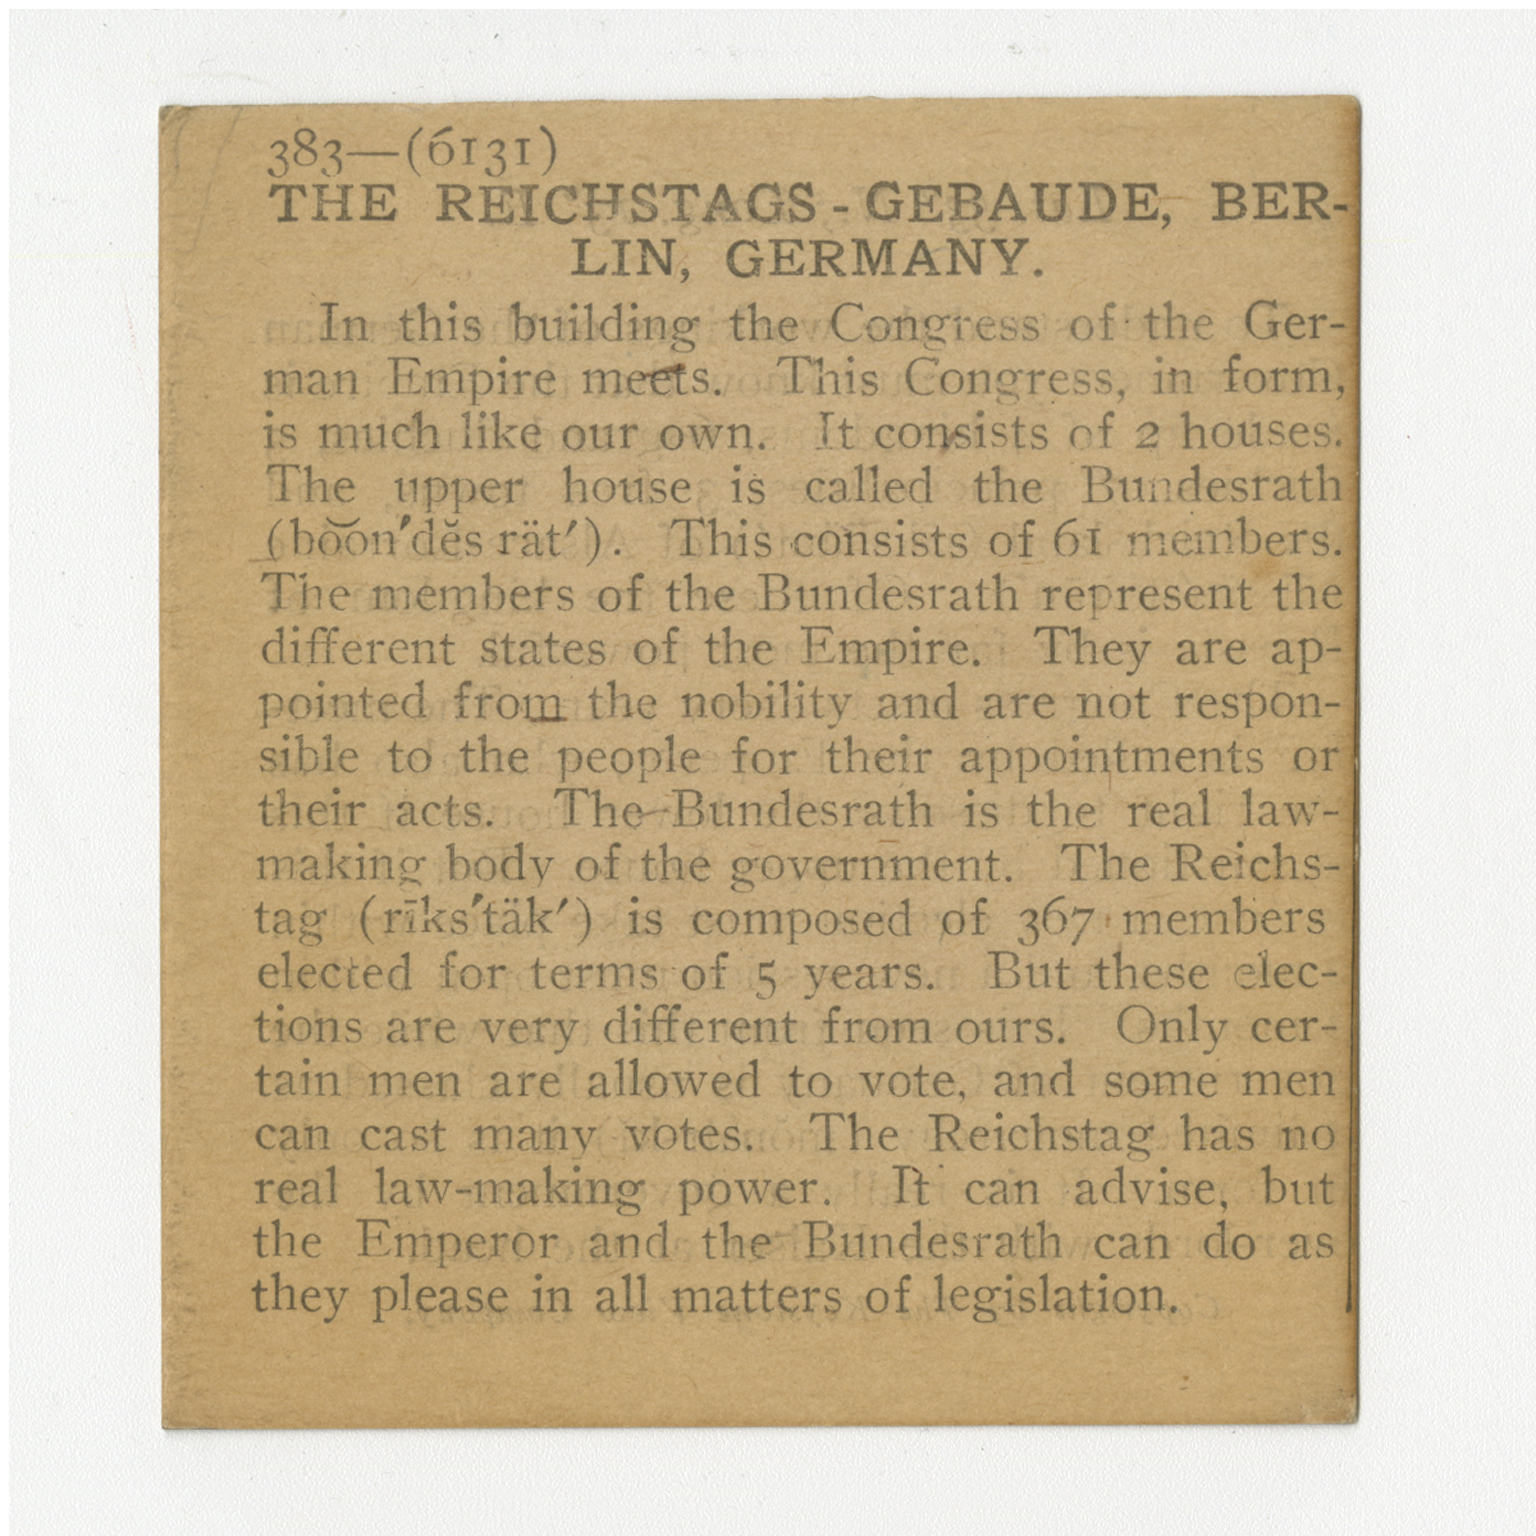 383—(6131)
THE REICHSTAGS-GEBAUDE, BER-
LIN, GERMANY.
In this building the Congress of the Ger-
man Empire meets. This Congress, in form,
is much like our own. It consists of 2 houses.
The upper house is called the Bundesrath
(bo͝on′dĕs rät′). This consists of 61 members.
The members of the Bundesrath represent the
different states of the Empire. They are ap-
pointed from the nobility and are not respon-
sible to the people for their appointments or
their acts. The Bundesrath is the real law-
making body of the government. The Reichs-
tag (rīks′täk′) is composed of 367 members
elected for terms of 5 years. But these elec-
tions are very different from ours. Only cer-
tain men are allowed to vote, and some men
can cast many votes. The Reichstag has no
real law-making power. It can advise, but
the Emperor and the Bundesrath can do as
they please in all matters of legislation.